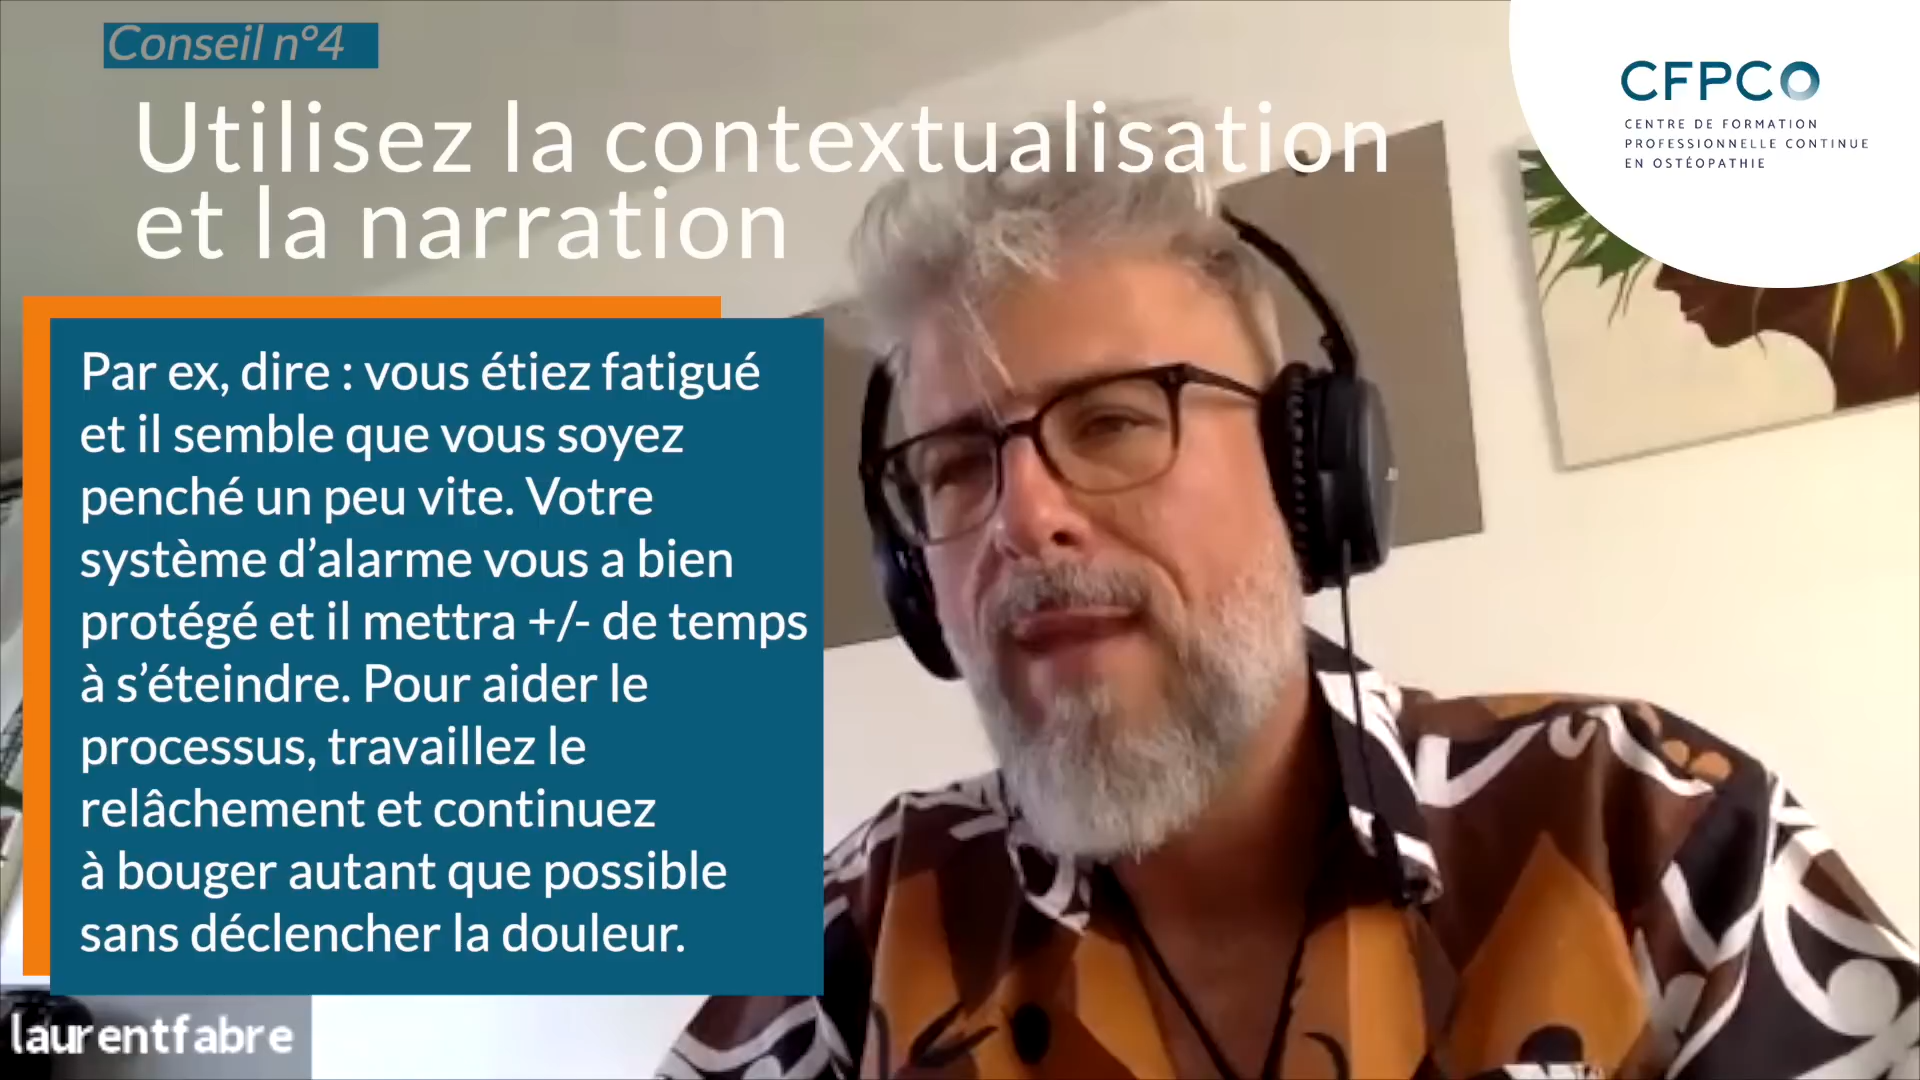 Conseil n°4
Utilisez la contextualisation
et la narration
CFPCO
CENTRE DE FORMATION
PROFESSIONNELLE CONTINUE
EN OSTÉOPATHIE
Par ex, dire : vous étiez fatigué
et il semble que vous soyez
penché un peu vite. Votre
système d’alarme vous a bien
protégé et il mettra +/- de temps
à s’éteindre. Pour aider le
processus, travaillez le
relâchement et continuez
à bouger autant que possible
sans déclencher la douleur.
laurentfabre